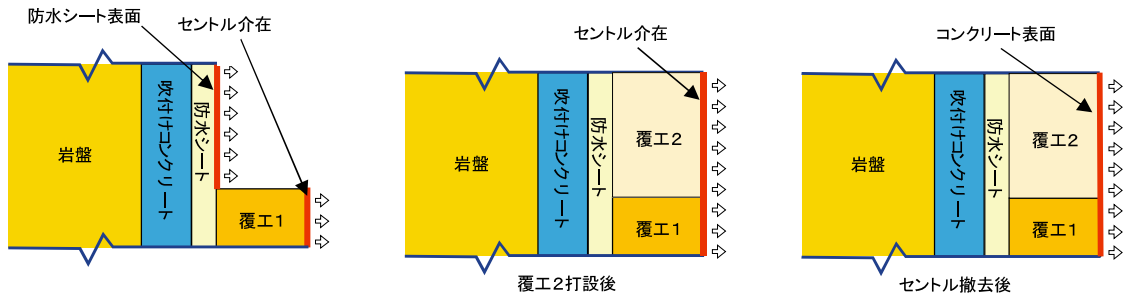 防水シート表面
セントル介在
岩盤
吹付けコンクリート
防水シート
覆工1
セントル介在
岩盤
吹付けコンクリート
防水シート
覆工2
覆工1
覆工2打設後
コンクリート表面
岩盤
吹付けコンクリート
防水シート
覆工2
覆工1
セントル撤去後